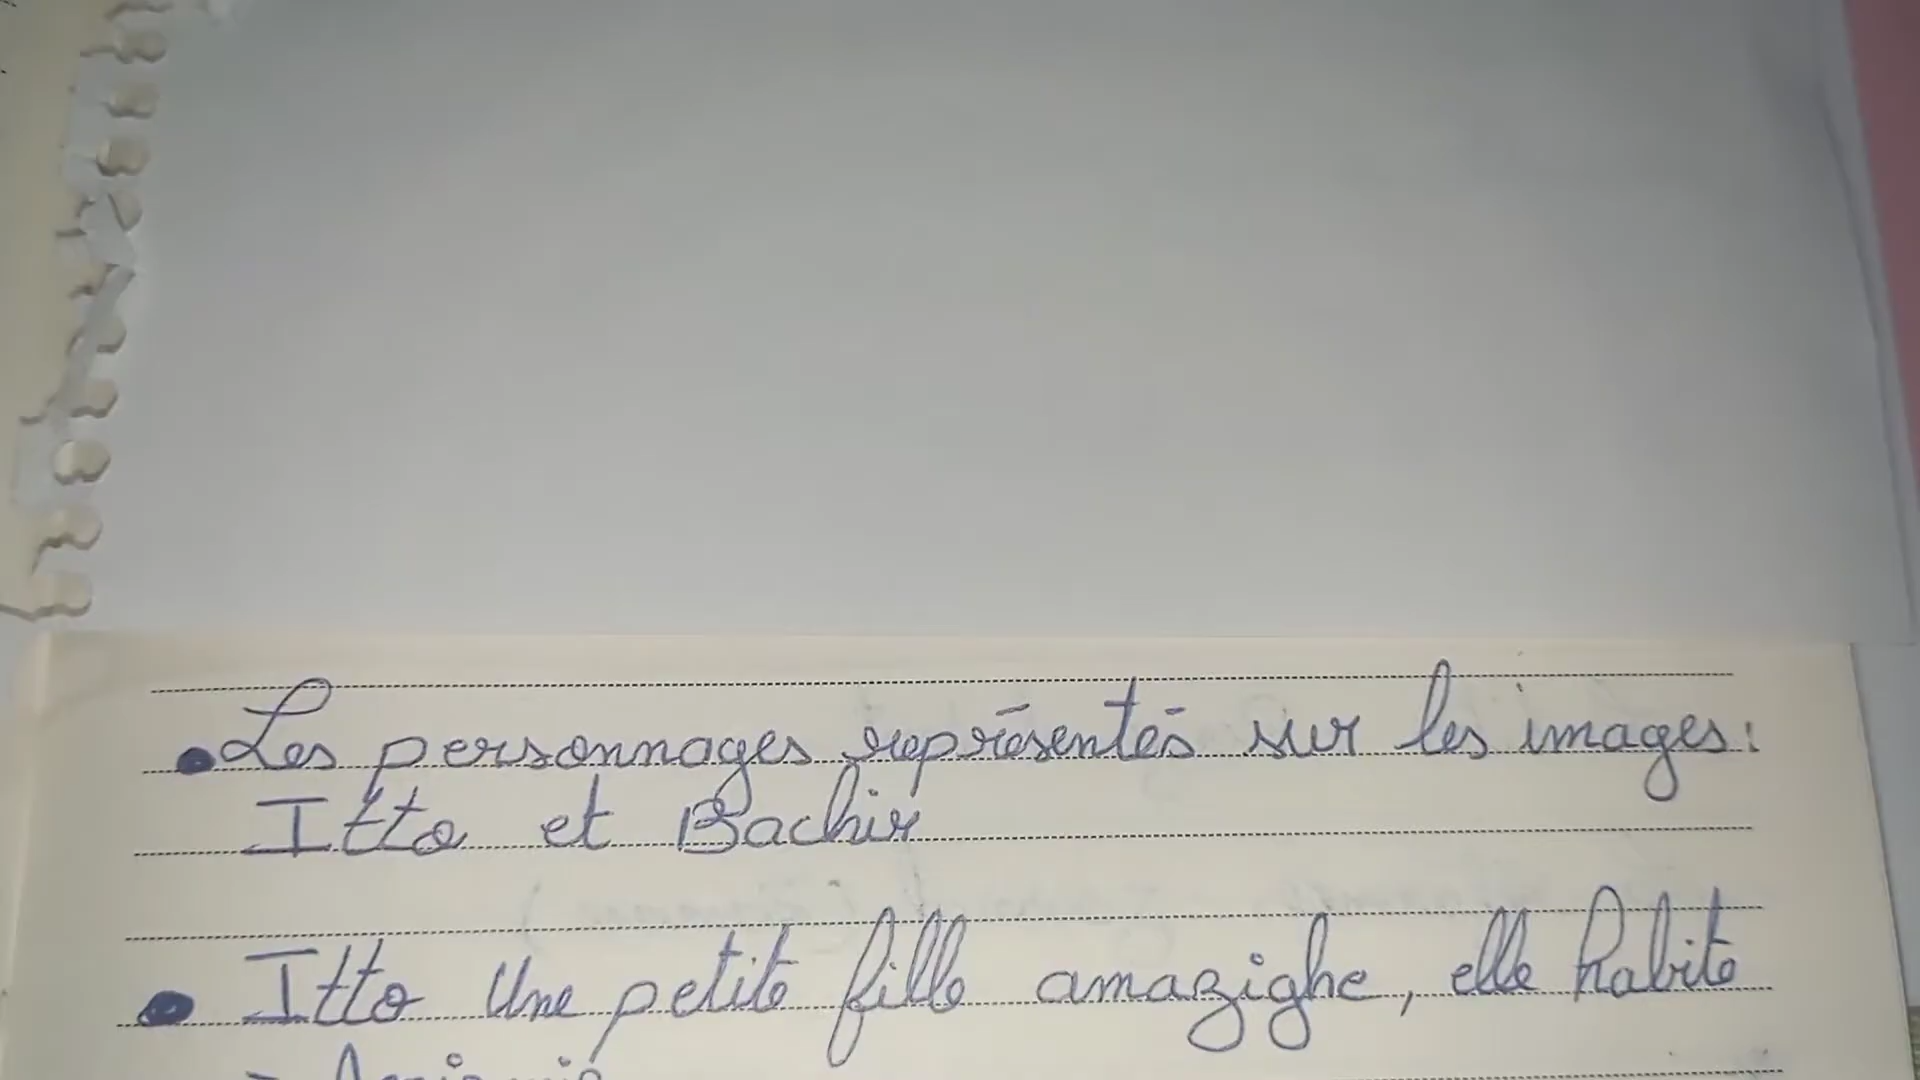 Les personnages représentés sur les images:
Itto et Bachir
Itto Une petite fille amazighe, elle habite